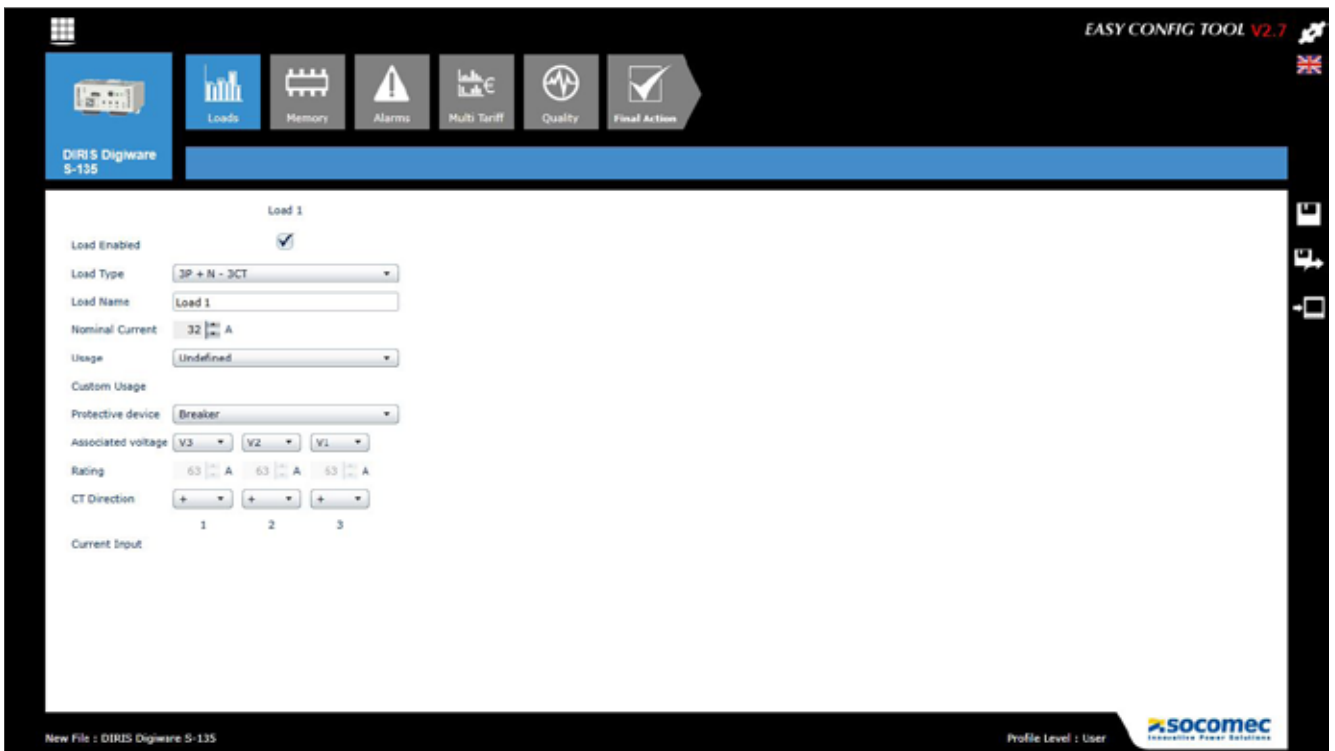 EASY CONFIG TOOL V2.7
Loads Memory Alarms Multi Tariff Quality Final Action
DIRIS Digiware
S-135
Load 1
Load Enabled
Load Type 3P + N - 3CT
Load Name Load 1
Nominal Current 32 A
Usage Undefined
Custom Usage
Protective device Breaker
Associated voltage V3 V2 V1
Rating 63 A 63 A 63 A
CT Direction + + +
1 2 3
Current Input
socomec
Innovative Power Solutions
New File : DIRIS Digiware S-135 Profile Level : User